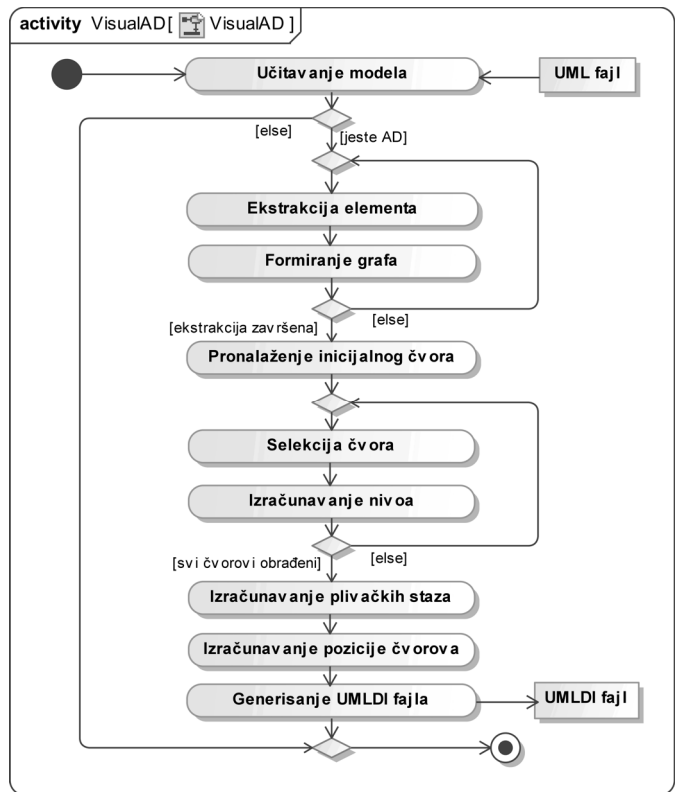 activity VisualAD[ VisualAD ]
Učitavanje modela
UML fajl
[else]
[jeste AD]
Ekstrakcija elementa
Formiranje grafa
[else]
[ekstrakcija završena]
Pronalaženje inicijalnog čvora
Selekcija čvora
Izračunavanje nivoa
[else]
[svi čvorovi obrađeni]
Izračunavanje plivačkih staza
Izračunavanje pozicije čvorova
Generisanje UMLDI fajla
UMLDI fajl